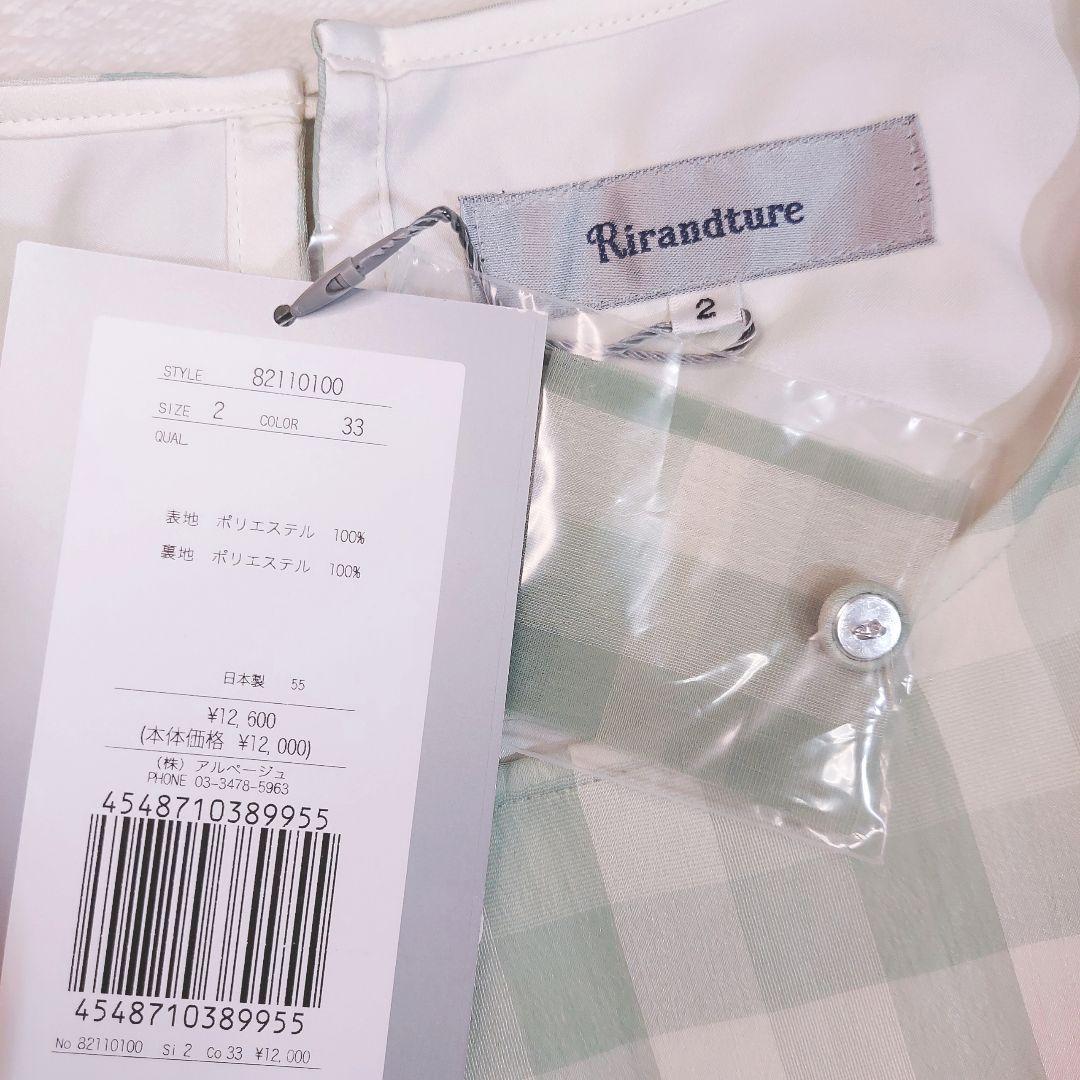 Rirandture
2
STYLE 82110100
SIZE 2 COLOR 33
QUAL
表地 ポリエステル 100%
裏地 ポリエステル 100%
日本製 55
¥12,600
(本体価格 ¥12,000)
(株) アルページュ
PHONE 03-3478-5963
4548710389955
4548710389955
No 82110100 Si 2 Co 33 ¥12,000